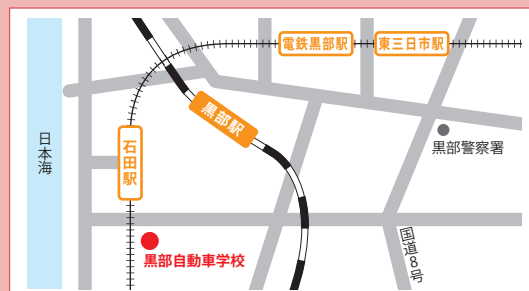 電鉄黒部駅
東三日市駅
黒部駅
日本海
石田駅
黒部警察署
国道8号
黒部自動車学校